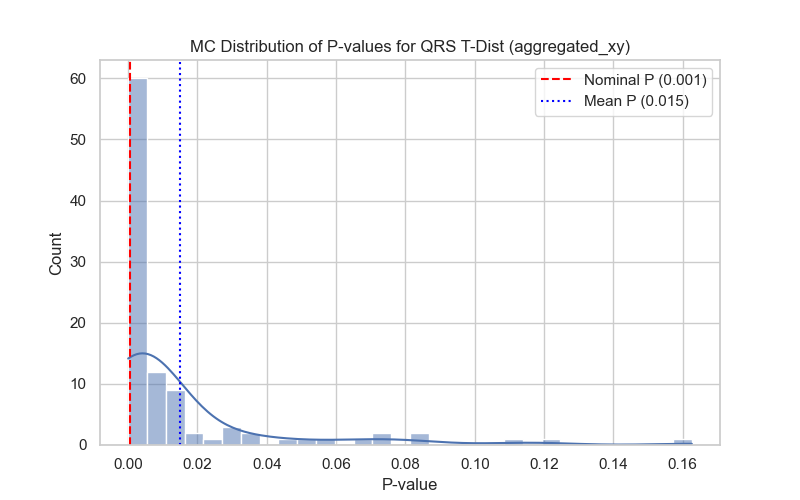 MC Distribution of P-values for QRS T-Dist (aggregated_xy)
Nominal P (0.001)
Mean P (0.015)
60
50
40
30
20
10
0
Count
0.00 0.02 0.04 0.06 0.08 0.10 0.12 0.14 0.16
P-value